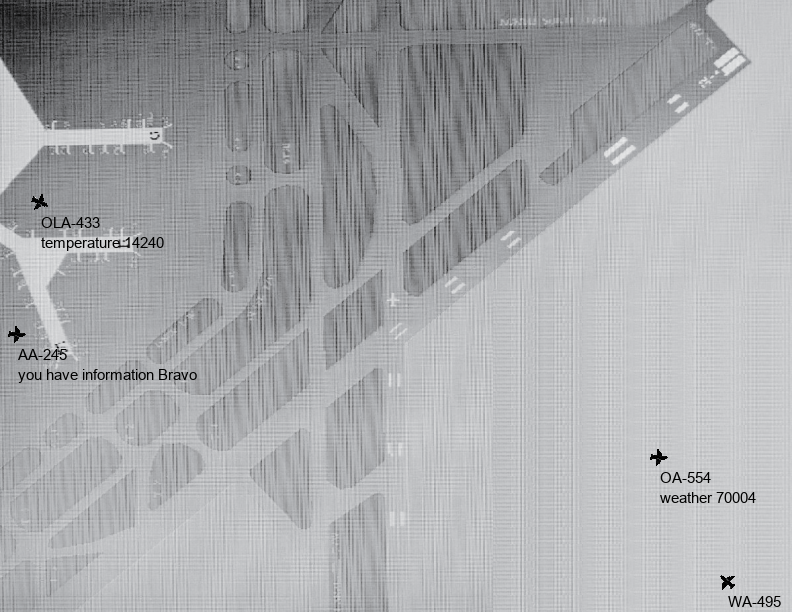 OLA-433
temperature 14240
AA-245
you have information Bravo
OA-554
weather 70004
WA-495